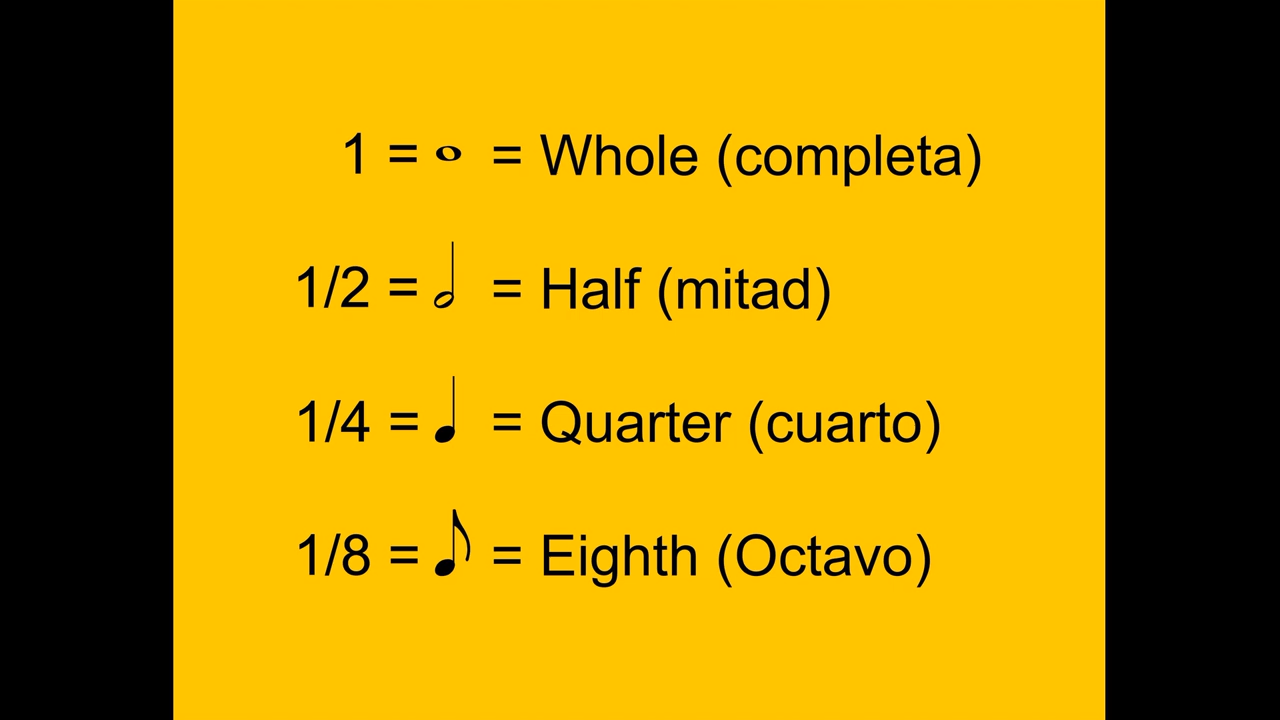 1 = 𝅝 = Whole (completa)
1/2 = 𝅗𝅥 = Half (mitad)
1/4 = 𝅘𝅥 = Quarter (cuarto)
1/8 = 𝅘𝅥𝅮 = Eighth (Octavo)